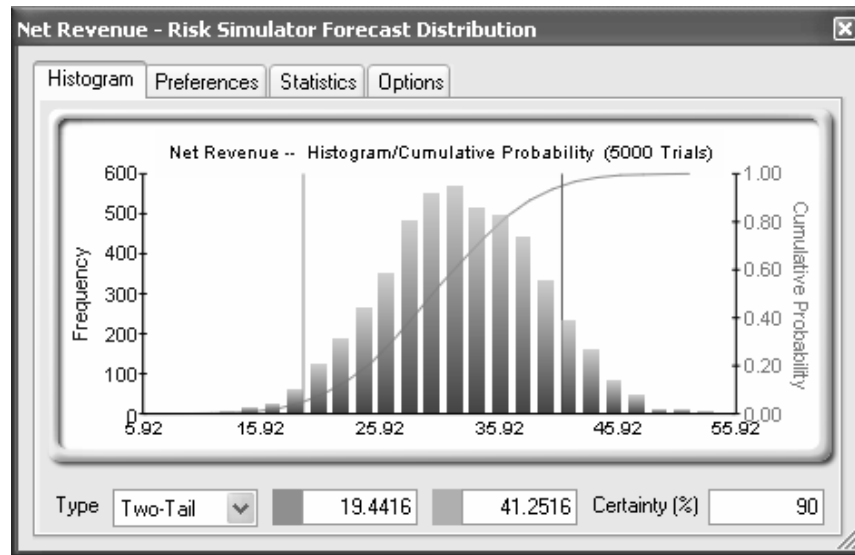 Net Revenue - Risk Simulator Forecast Distribution
Histogram Preferences Statistics Options
Net Revenue -- Histogram/Cumulative Probability (5000 Trials)
600 1.00
500 0.80
400
300 0.60
200 0.40
100 0.20
0 0.00
Frequency
Cumulative Probability
5.92 15.92 25.92 35.92 45.92 55.92
Type Two-Tail 19.4416 41.2516 Certainty (%) 90